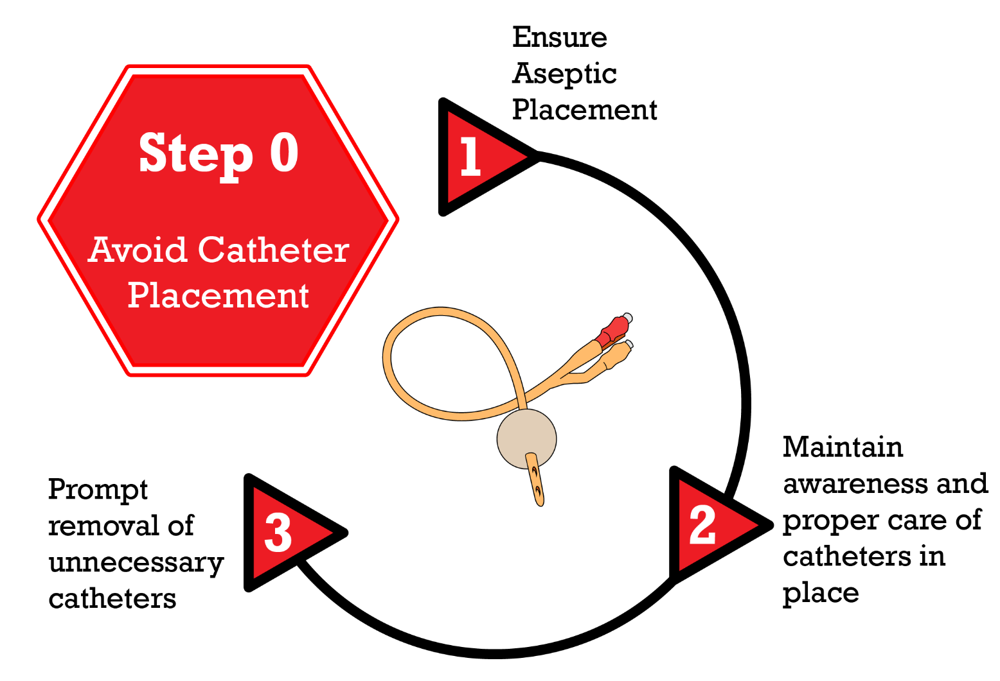 Step 0
Avoid Catheter
Placement
Ensure
Aseptic
Placement
1
2
Maintain
awareness and
proper care of
catheters in
place
3
Prompt
removal of
unnecessary
catheters